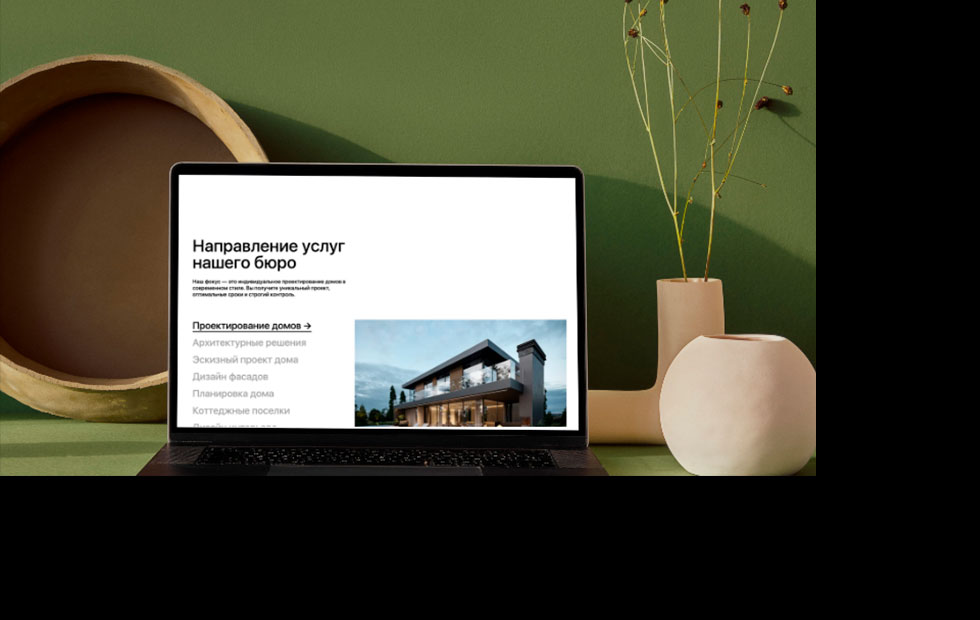 Направление услуг
нашего бюро
Наш фокус — это индивидуальное проектирование домов в
современном стиле. Вы получите уникальный проект,
оптимальные сроки и строгий контроль.
Проектирование домов →
Архитектурные решения
Эскизный проект дома
Дизайн фасадов
Планировка дома
Коттеджные поселки